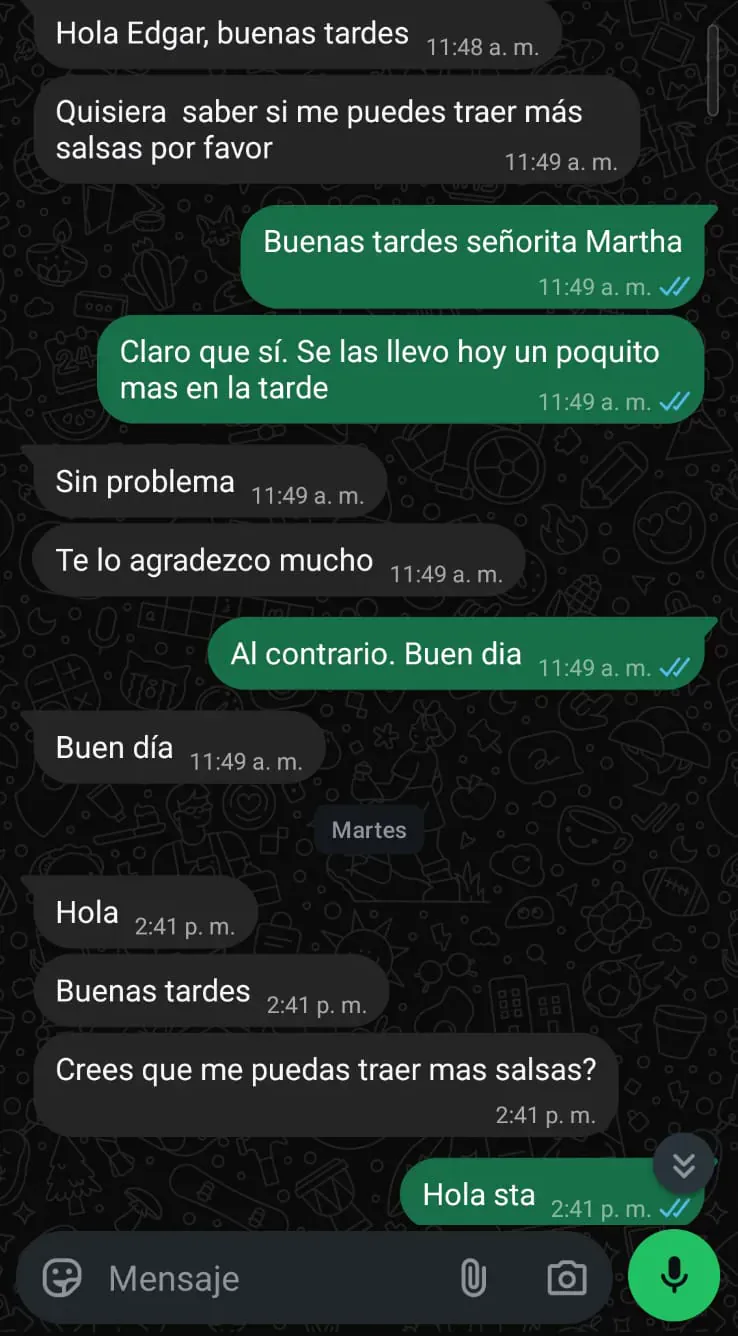 Hola Edgar, buenas tardes 11:48 a. m.
Quisiera  saber si me puedes traer más
salsas por favor 11:49 a. m.
Buenas tardes señorita Martha
11:49 a. m.
Claro que sí. Se las llevo hoy un poquito
mas en la tarde 11:49 a. m.
Sin problema 11:49 a. m.
Te lo agradezco mucho 11:49 a. m.
Al contrario. Buen dia 11:49 a. m.
Buen día 11:49 a. m.
Martes
Hola 2:41 p. m.
Buenas tardes 2:41 p. m.
Crees que me puedas traer mas salsas?
2:41 p. m.
Hola sta 2:41 p. m.
Mensaje